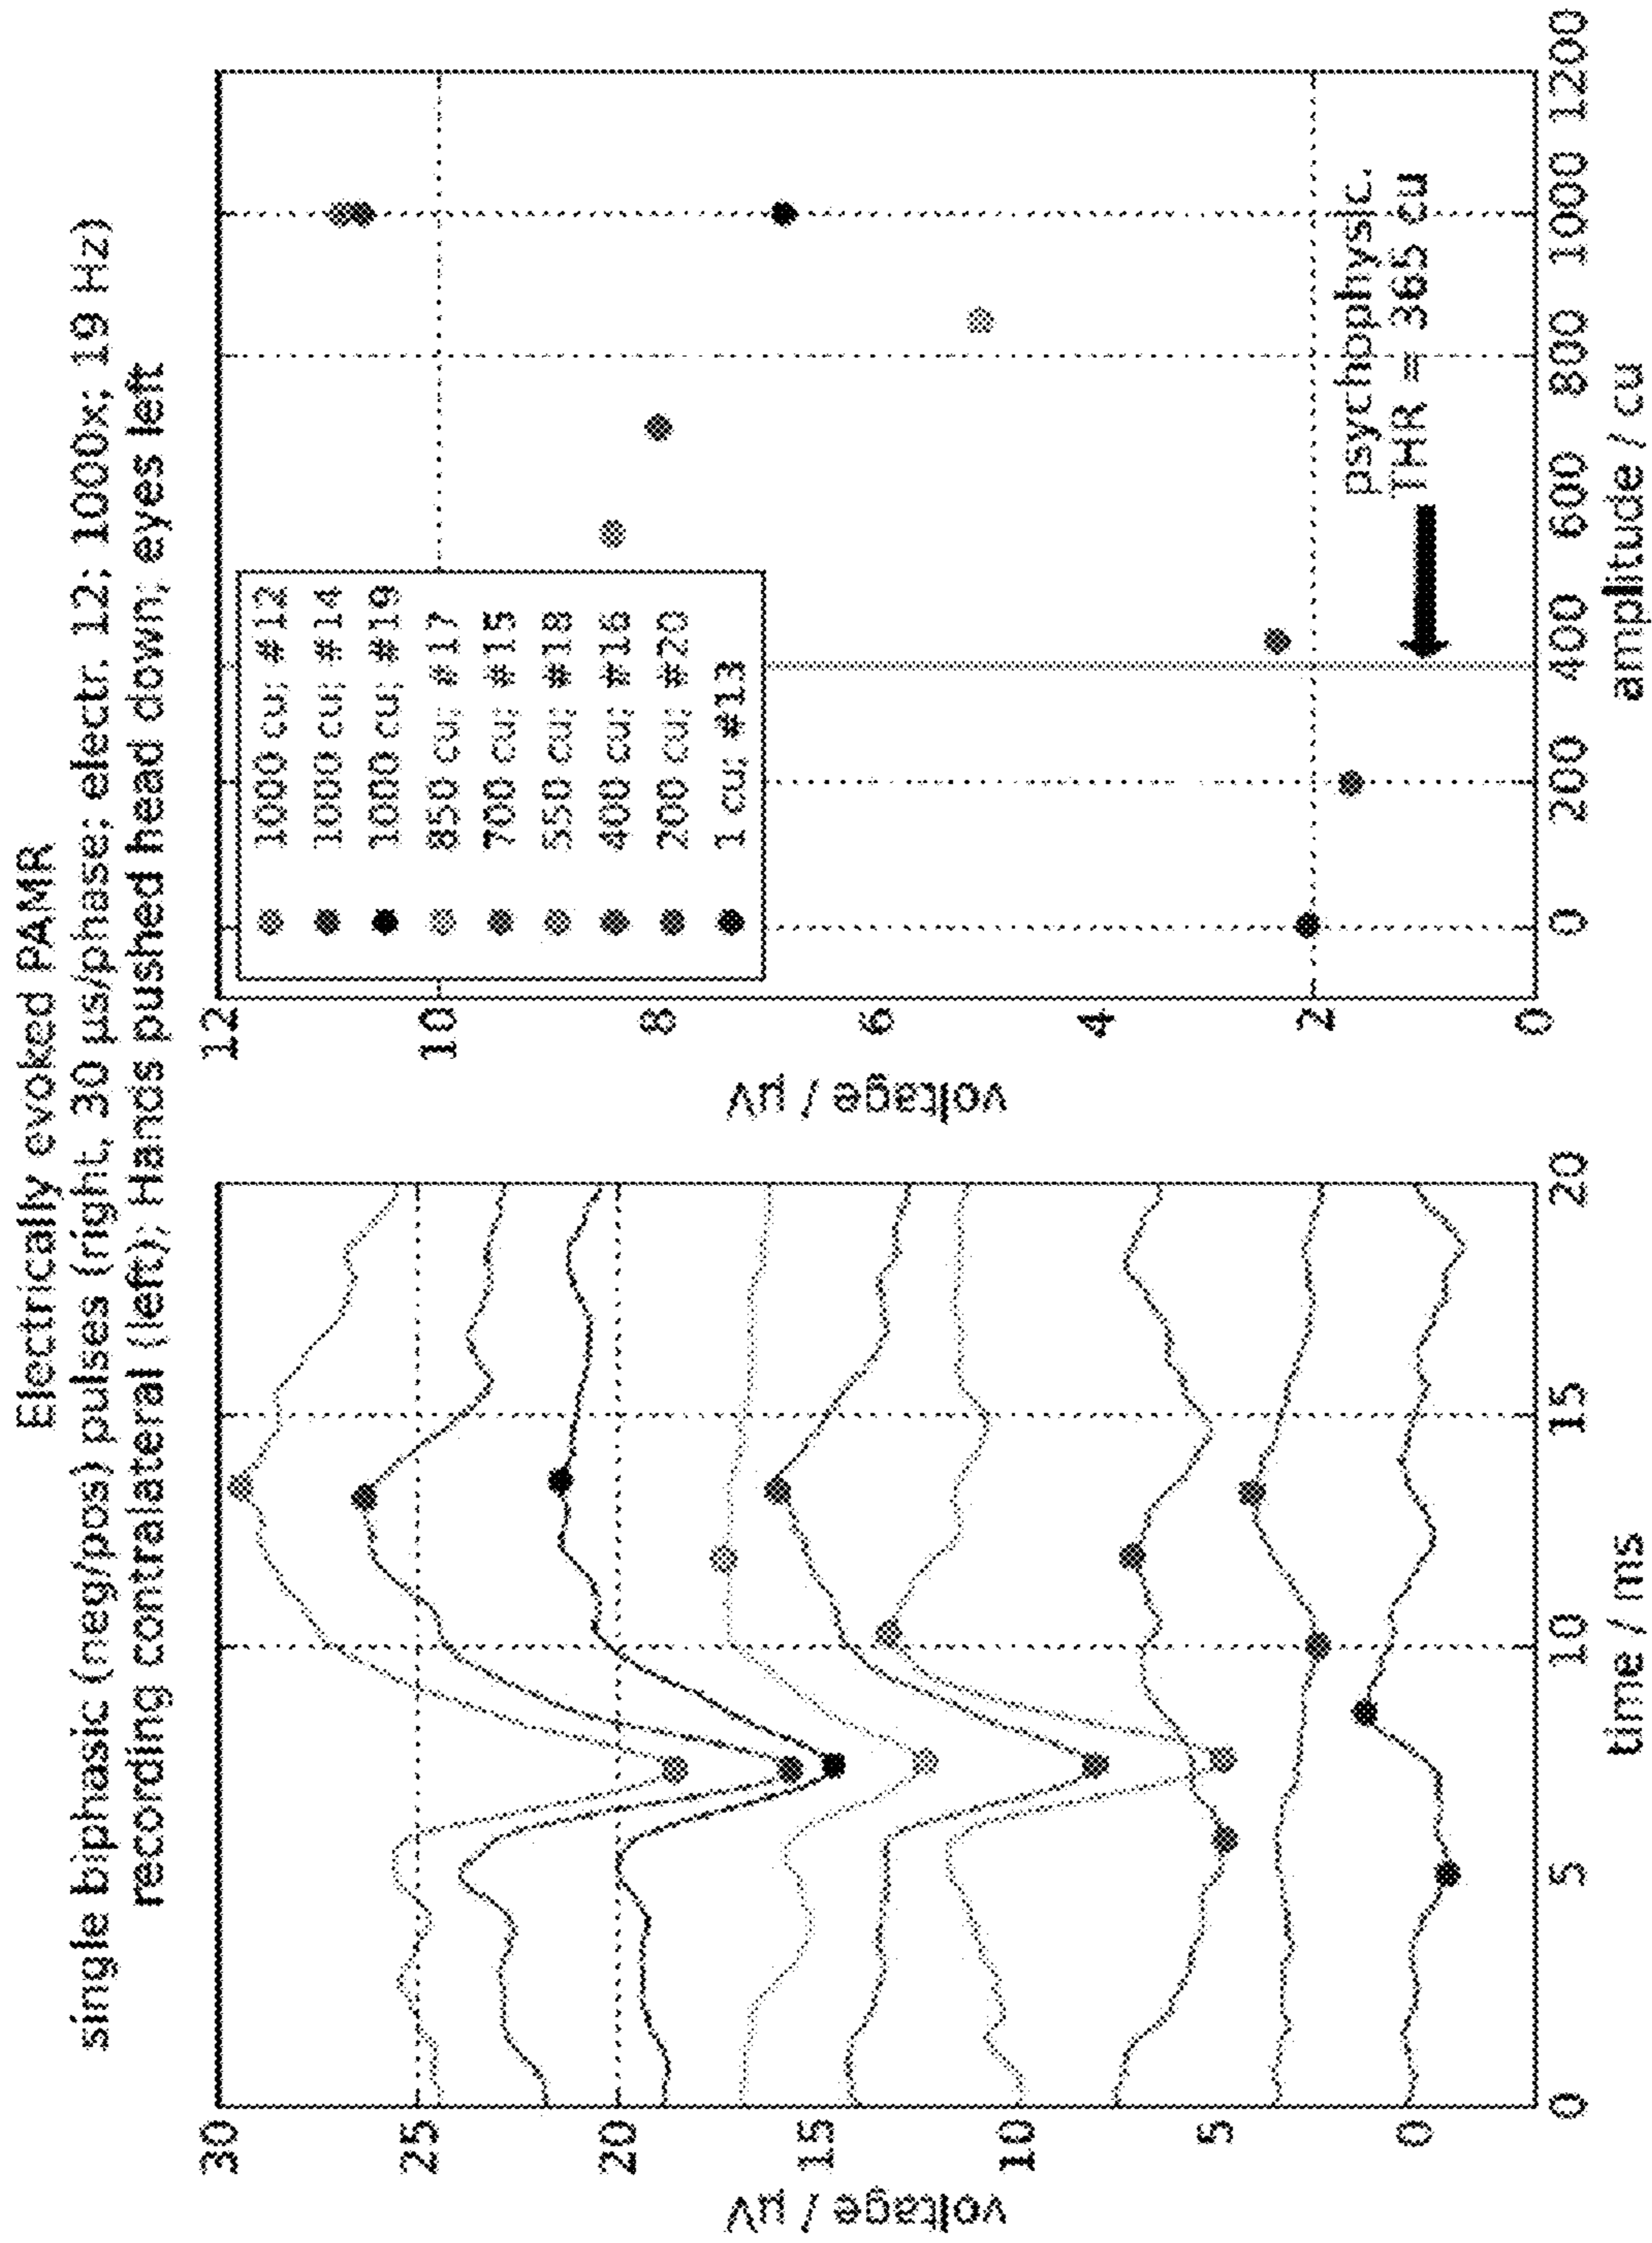 Electrically evoked PAMR
single biphasic (neg/pos) pulses (right, 30 µs/phase; electr. 12; 1000x; 19 Hz)
recording contralateral (left); Hands pushed head down; eyes left
voltage / µV
30
25
20
15
10
5
0
0
5
10
15
20
time / ms
voltage / µV
12
10
8
6
4
2
0
1000 cu; #12
1000 cu; #14
1000 cu; #19
850 cu; #17
700 cu; #15
550 cu; #18
400 cu; #16
200 cu; #20
1 cu; #13
psychophysic.
THR = 365 cu
0
200
400
600
800
1000
1200
amplitude / cu